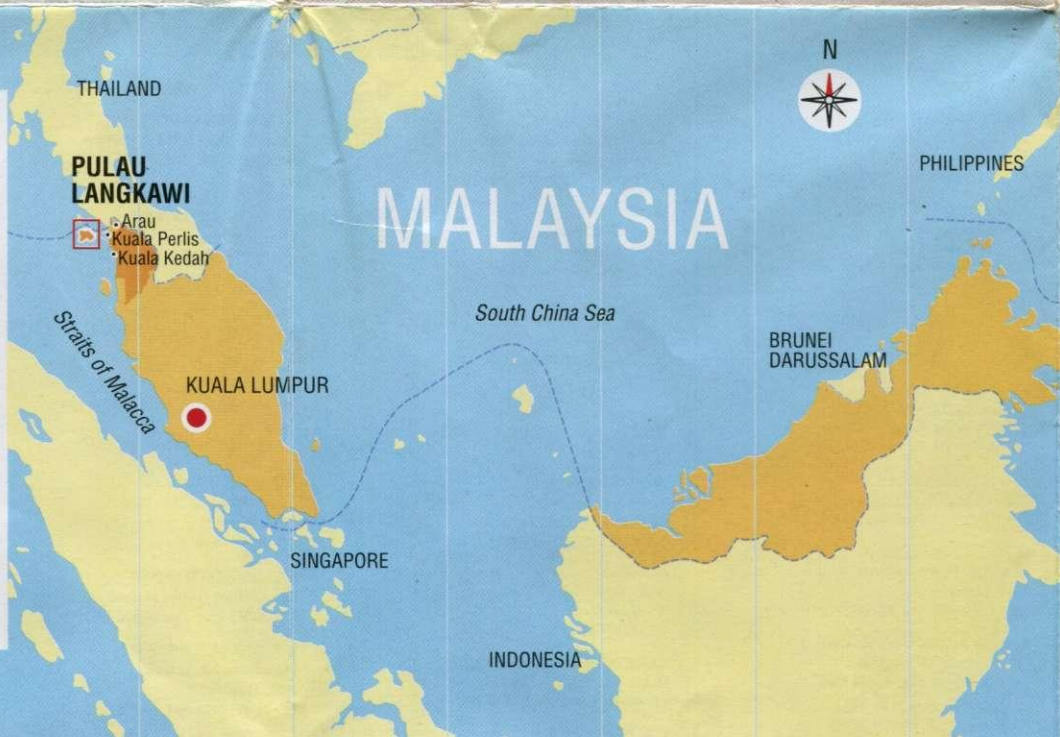 N
THAILAND
PHILIPPINES
PULAU
LANGKAWI
MALAYSIA
Arau
Kuala Perlis
Kuala Kedah
South China Sea
Straits of Malacca
BRUNEI
DARUSSALAM
KUALA LUMPUR
SINGAPORE
INDONESIA